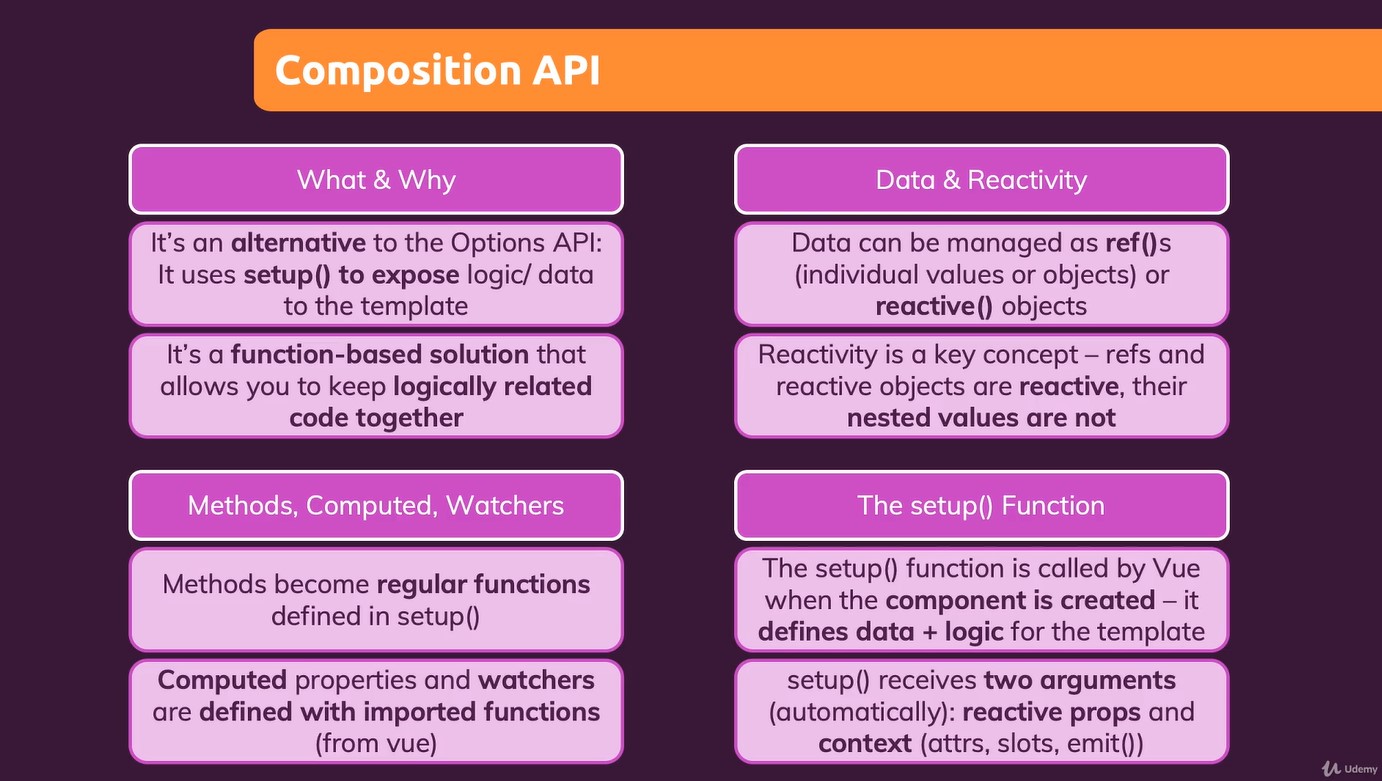 Composition API
What & Why
It's an alternative to the Options API:
It uses setup() to expose logic/ data
to the template
It's a function-based solution that
allows you to keep logically related
code together
Data & Reactivity
Data can be managed as ref()s
(individual values or objects) or
reactive() objects
Reactivity is a key concept – refs and
reactive objects are reactive, their
nested values are not
Methods, Computed, Watchers
Methods become regular functions
defined in setup()
Computed properties and watchers
are defined with imported functions
(from vue)
The setup() Function
The setup() function is called by Vue
when the component is created – it
defines data + logic for the template
setup() receives two arguments
(automatically): reactive props and
context (attrs, slots, emit())
Udemy